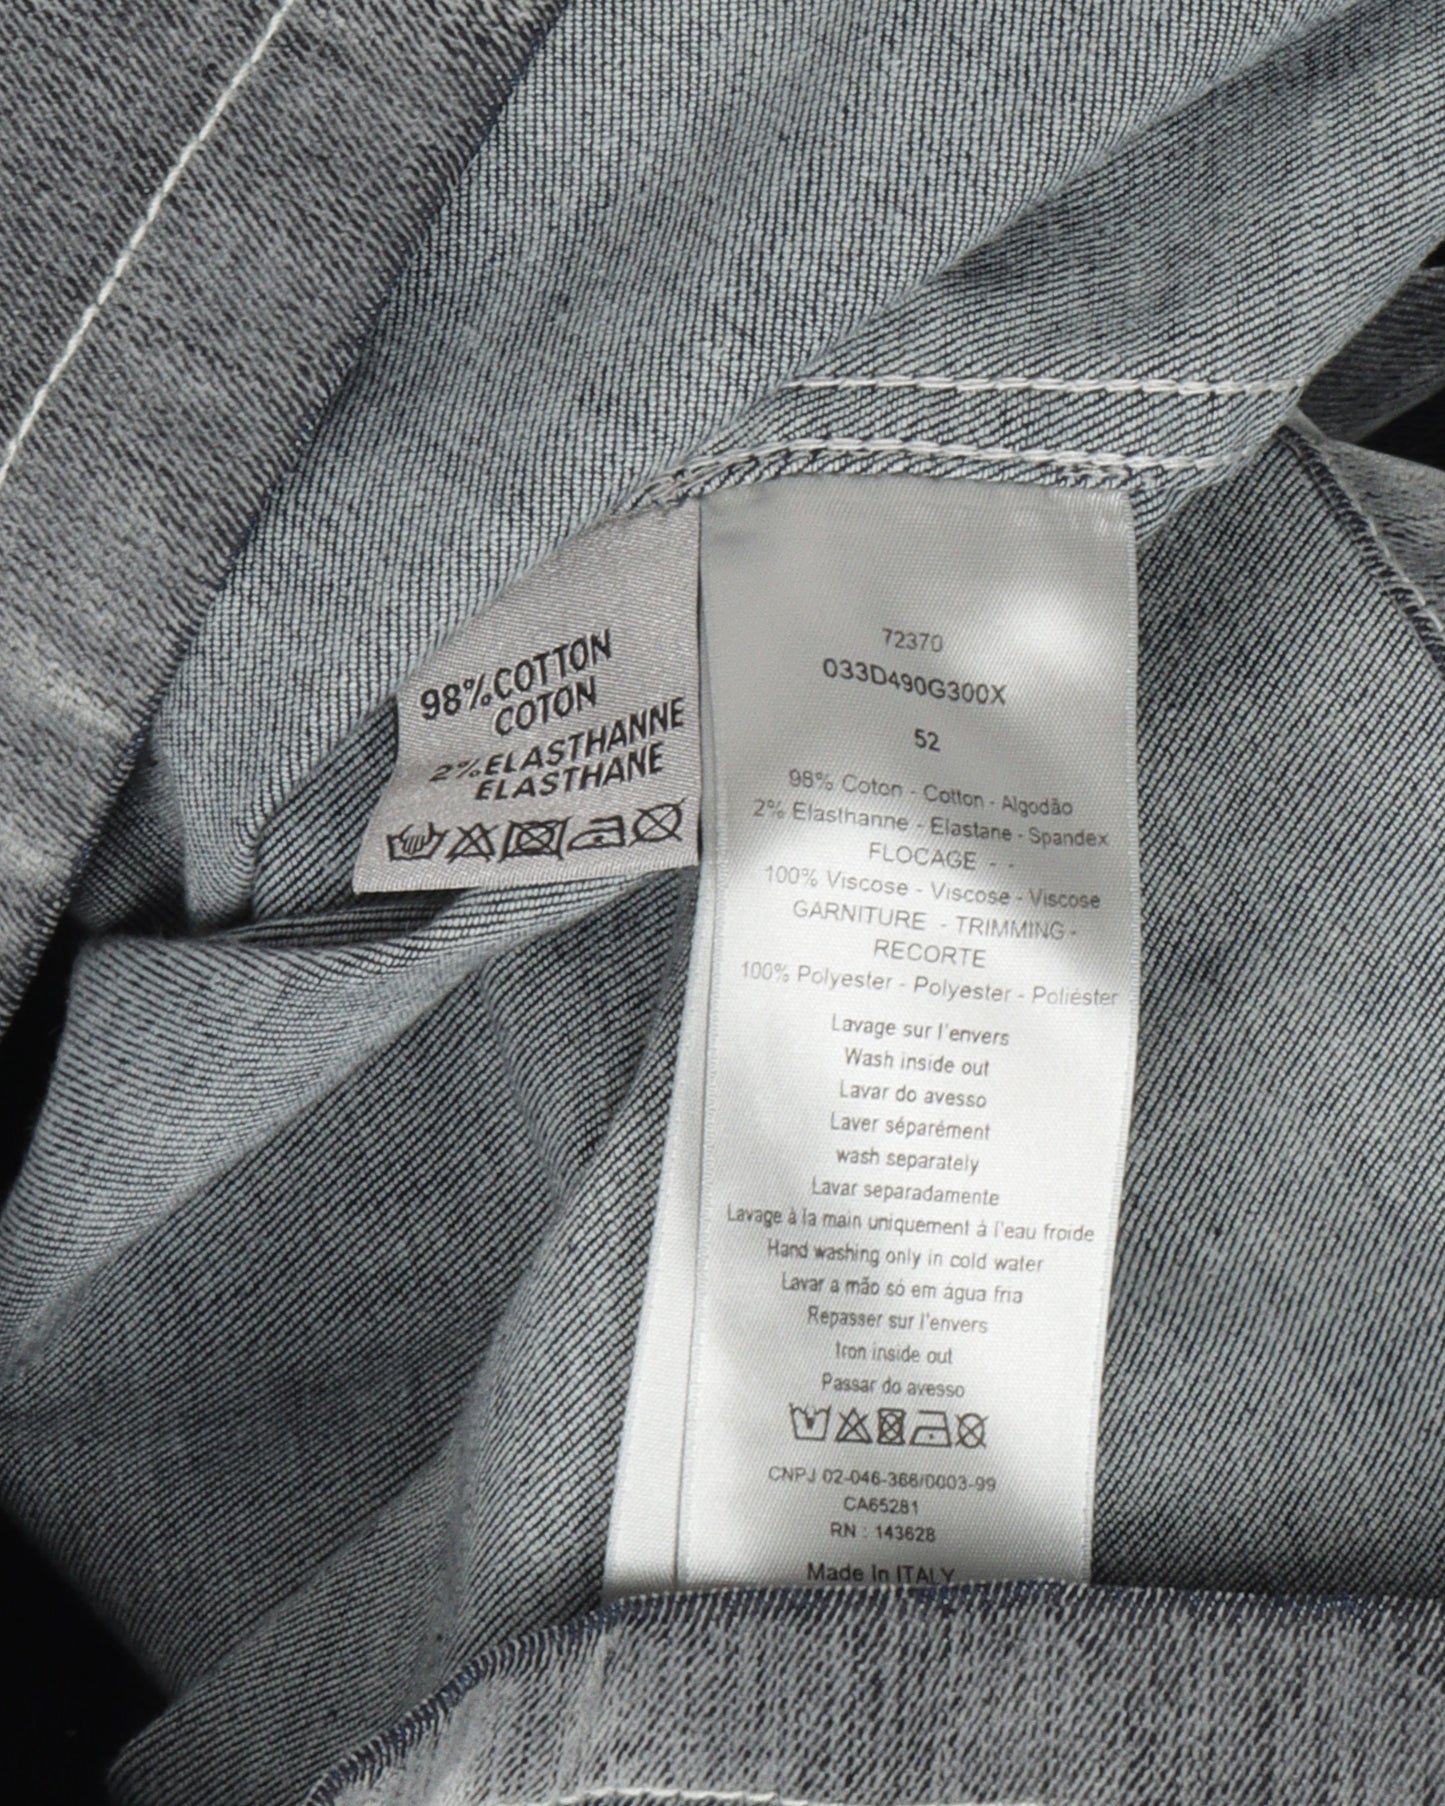 98% COTTON
COTON
2% ELASTHANNE
ELASTHANE
72370
033D490G300X
52
98% Coton - Cotton - Algodão
2% Elasthanne - Elastane - Spandex
FLOCAGE - -
100% Viscose - Viscose - Viscose
GARNITURE - TRIMMING -
RECORTE
100% Polyester - Polyester - Poliéster
Lavage sur l'envers
Wash inside out
Lavar do avesso
Laver séparément
wash separately
Lavar separadamente
Lavage à la main uniquement à l'eau froide
Hand washing only in cold water
Lavar a mão só em água fria
Repasser sur l'envers
Iron inside out
Passar do avesso
CNPJ 02-046-366/0003-99
CA65281
RN : 143628
Made In ITALY